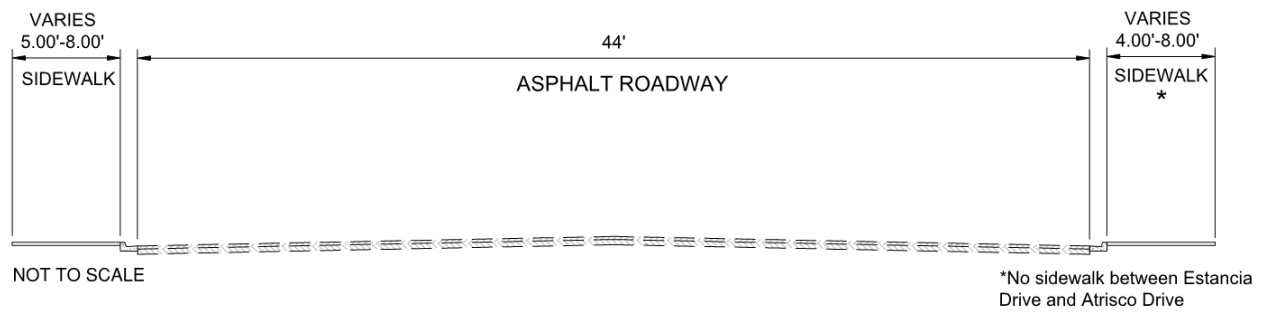 VARIES
5.00'-8.00'
SIDEWALK
44'
ASPHALT ROADWAY
VARIES
4.00'-8.00'
SIDEWALK
*
NOT TO SCALE
*No sidewalk between Estancia
Drive and Atrisco Drive